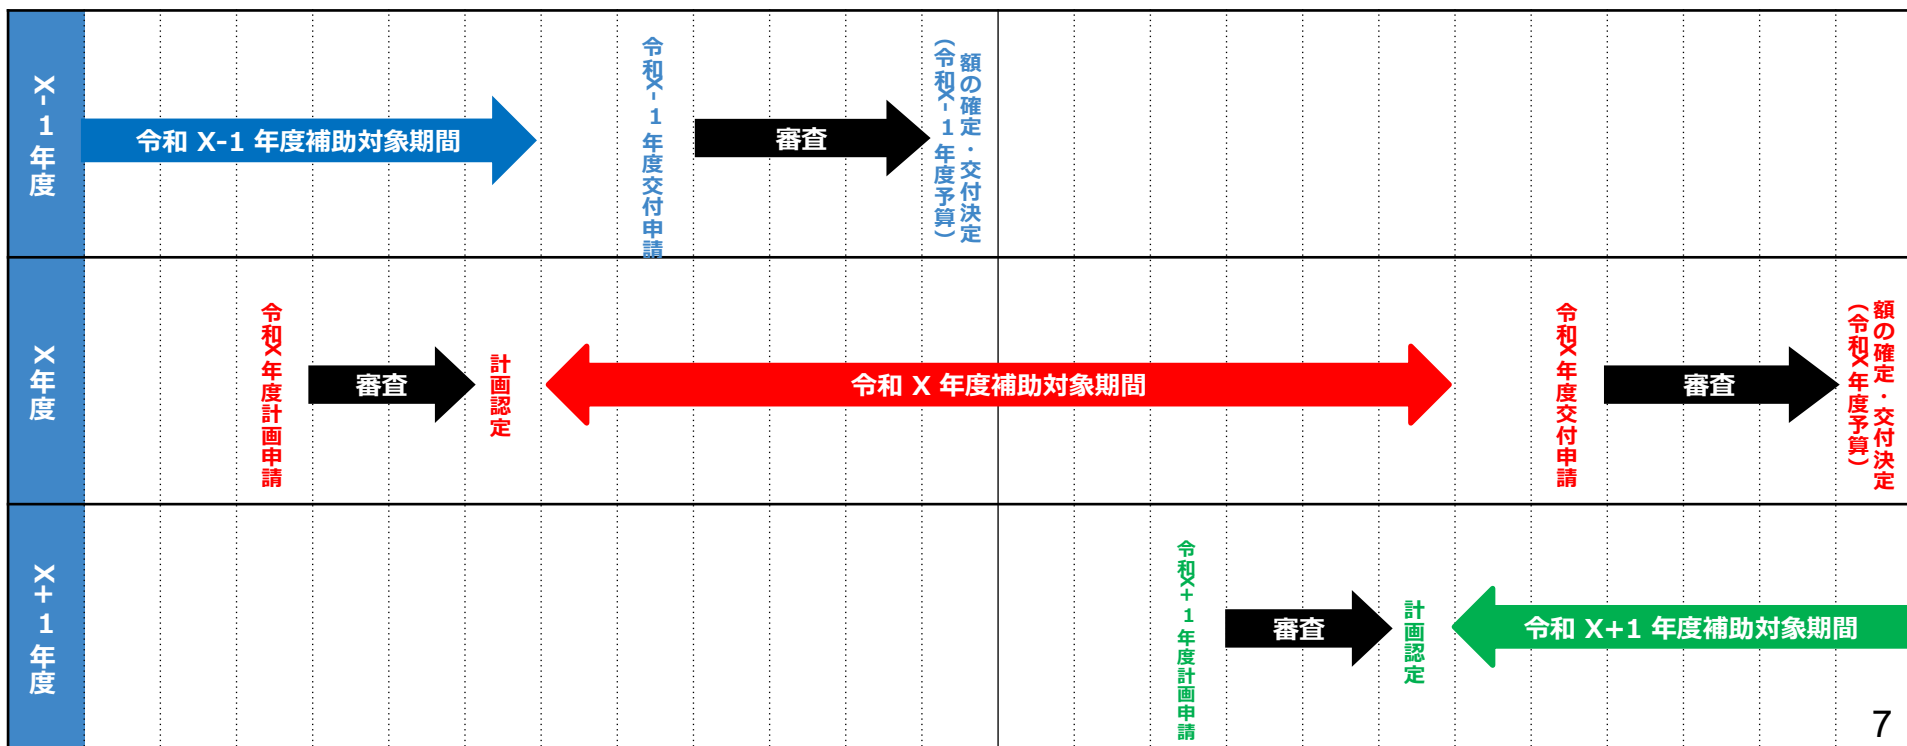 X-1年度
令和 X-1 年度補助対象期間
令和X-1年度交付申請
審査
額の確定・交付決定
(令和X-1年度予算)
X年度
令和X年度計画申請
審査
計画認定
令和 X 年度補助対象期間
令和X年度交付申請
審査
額の確定・交付決定
(令和X年度予算)
X+1年度
令和X+1年度計画申請
審査
計画認定
令和 X+1 年度補助対象期間
7